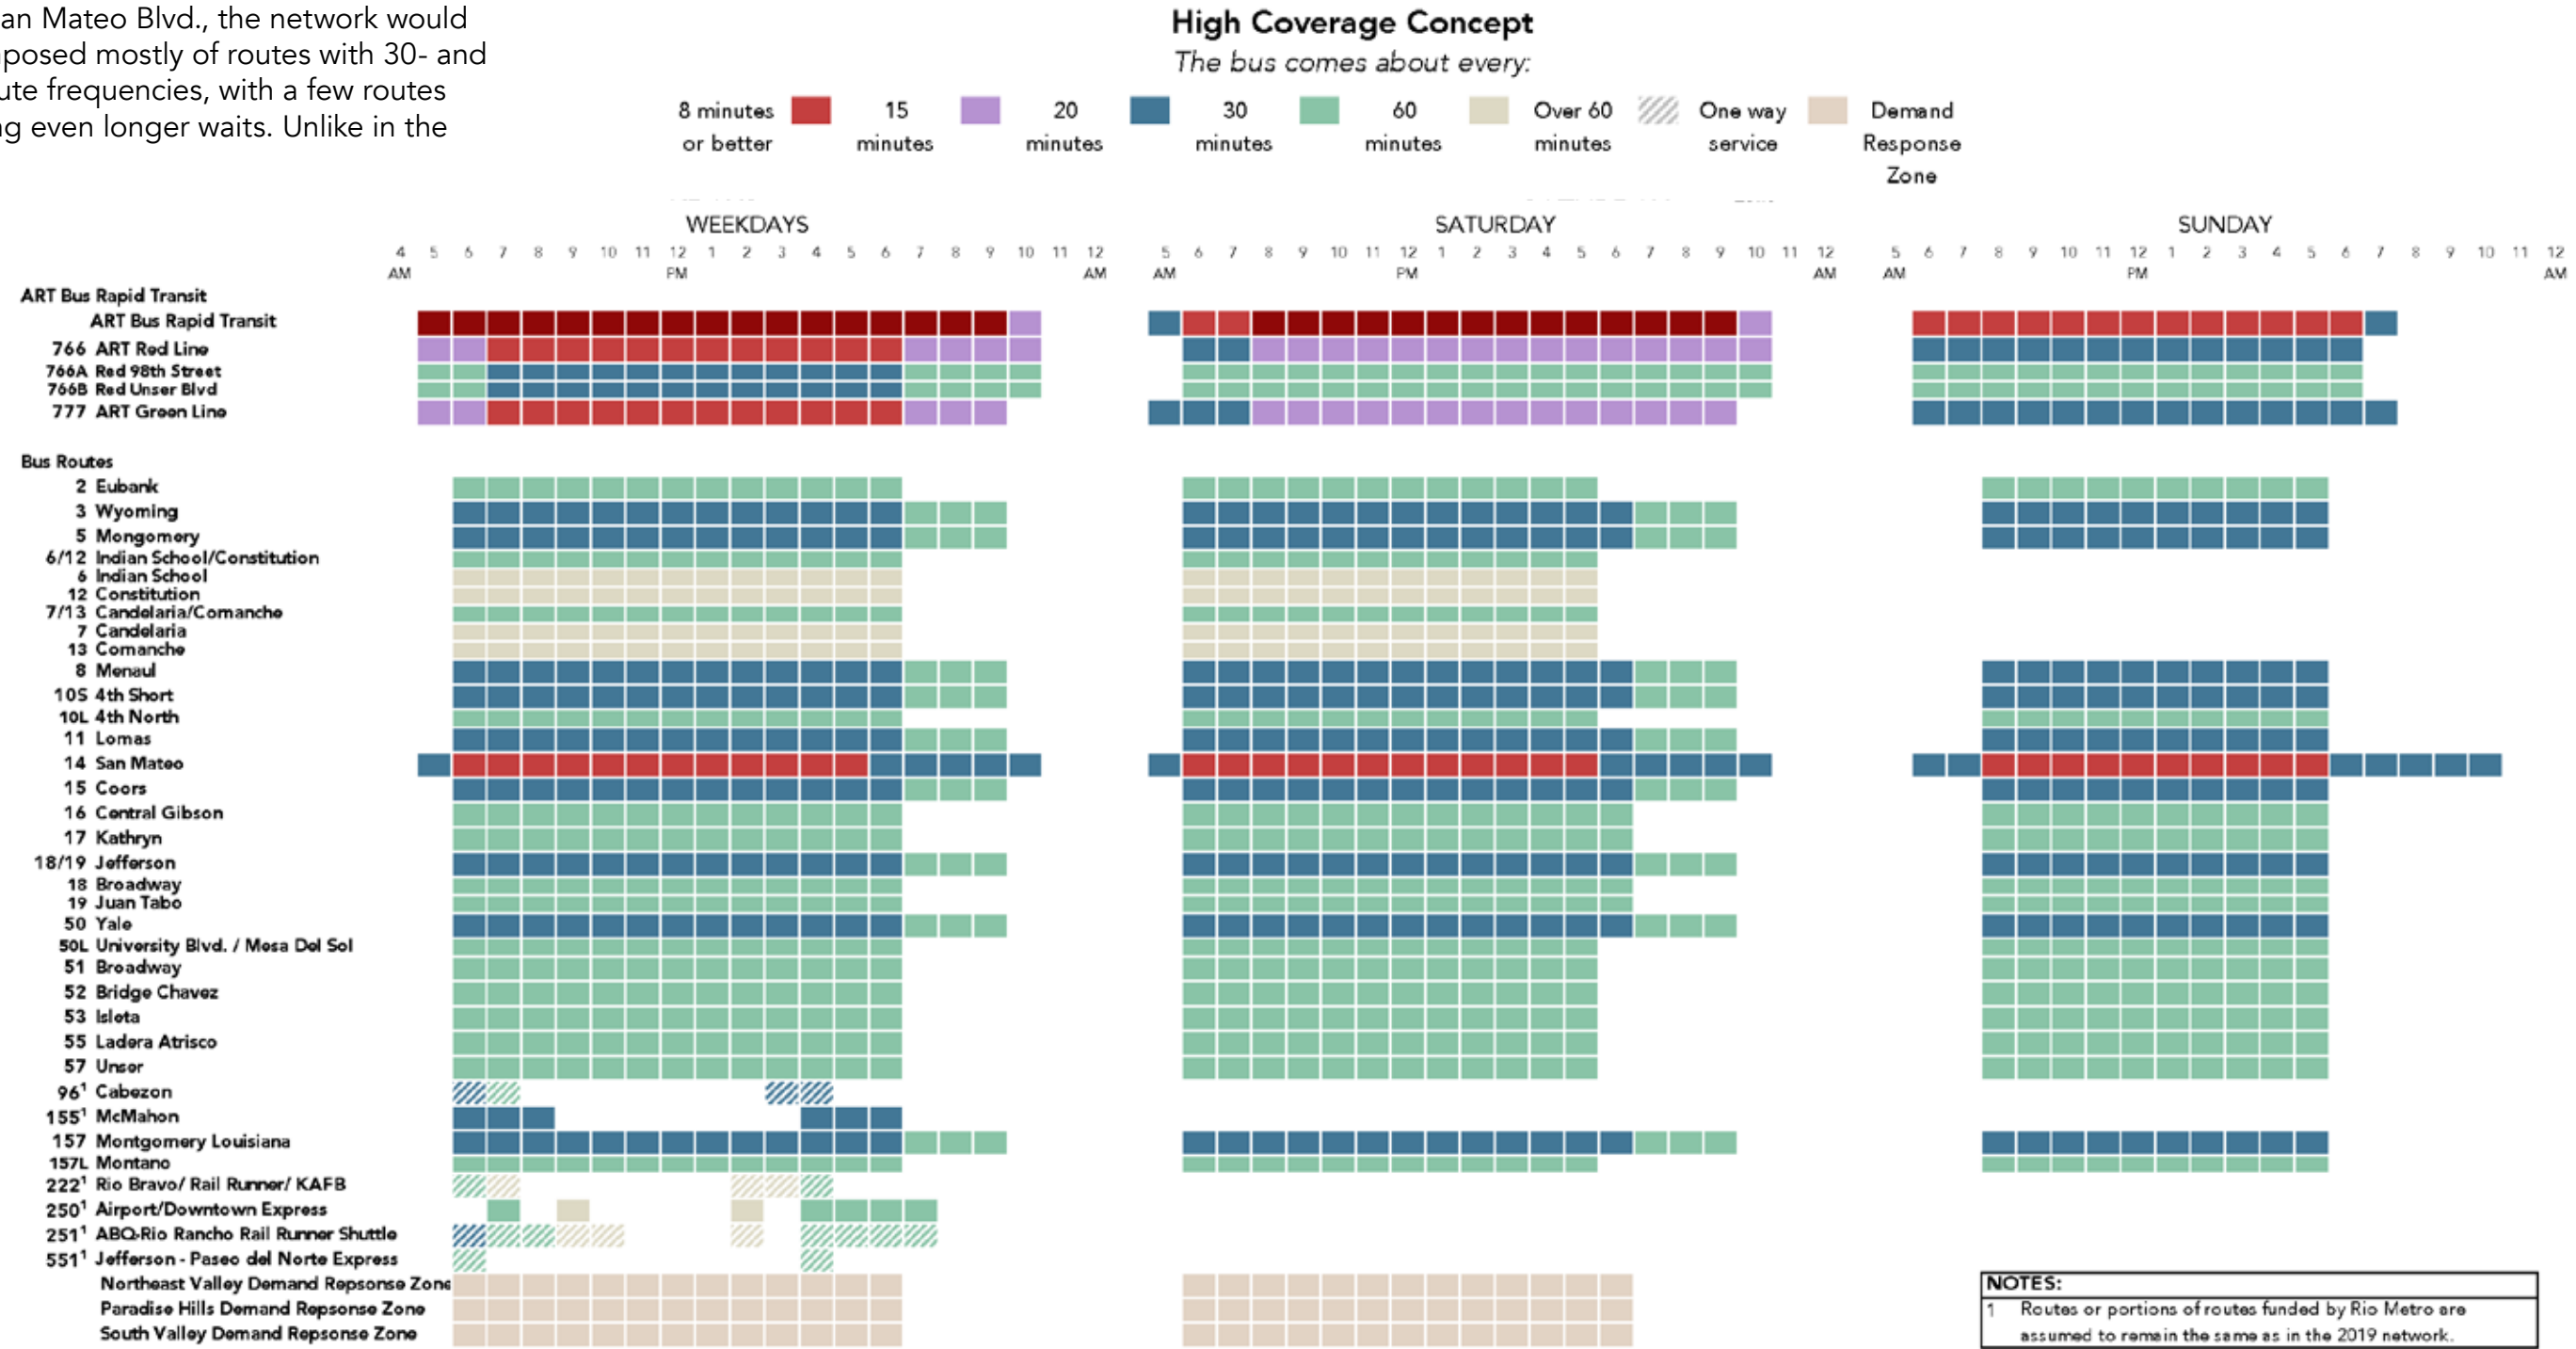 an Mateo Blvd., the network would
posed mostly of routes with 30- and
ute frequencies, with a few routes
g even longer waits. Unlike in the
High Coverage Concept
The bus comes about every:
8 minutes or better
15 minutes
20 minutes
30 minutes
60 minutes
Over 60 minutes
One way service
Demand Response Zone
WEEKDAYS SATURDAY SUNDAY
4 5 6 7 8 9 10 11 12 1 2 3 4 5 6 7 8 9 10 11 12 5 6 7 8 9 10 11 12 1 2 3 4 5 6 7 8 9 10 11 12 5 6 7 8 9 10 11 12 1 2 3 4 5 6 7 8 9 10 11 12
AM PM AM AM PM AM AM PM AM
ART Bus Rapid Transit
ART Bus Rapid Transit
766 ART Red Line
766A Red 98th Street
766B Red Unser Blvd
777 ART Green Line
Bus Routes
2 Eubank
3 Wyoming
5 Mongomery
6/12 Indian School/Constitution
6 Indian School
12 Constitution
7/13 Candelaria/Comanche
7 Candelaria
13 Comanche
8 Menaul
10S 4th Short
10L 4th North
11 Lomas
14 San Mateo
15 Coors
16 Central Gibson
17 Kathryn
18/19 Jefferson
18 Broadway
19 Juan Tabo
50 Yale
50L University Blvd. / Mesa Del Sol
51 Broadway
52 Bridge Chavez
53 Isleta
55 Ladera Atrisco
57 Unser
96¹ Cabezon
155¹ McMahon
157 Montgomery Louisiana
157L Montano
222¹ Rio Bravo/ Rail Runner/ KAFB
250¹ Airport/Downtown Express
251¹ ABQ-Rio Rancho Rail Runner Shuttle
551¹ Jefferson - Paseo del Norte Express
Northeast Valley Demand Repsonse Zone
Paradise Hills Demand Repsonse Zone
South Valley Demand Repsonse Zone
NOTES:
1 Routes or portions of routes funded by Rio Metro are
assumed to remain the same as in the 2019 network.